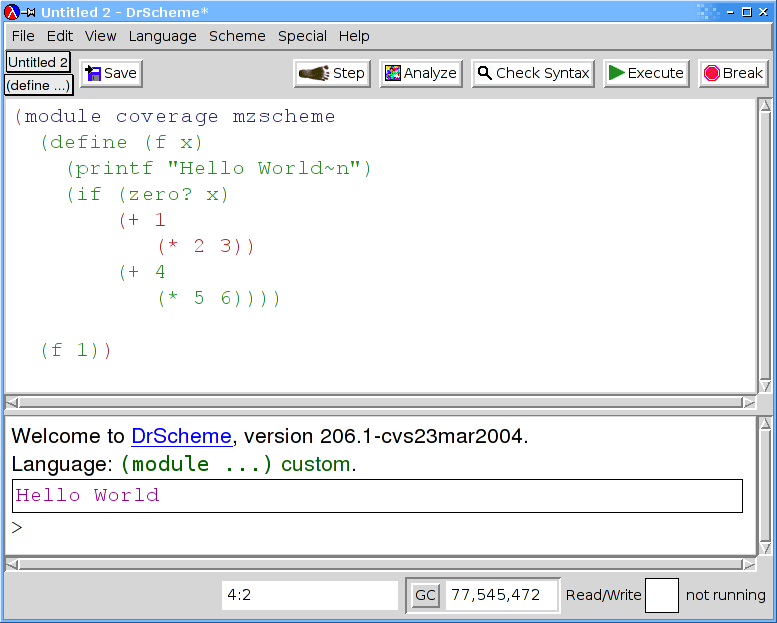 Untitled 2 - DrScheme*
File Edit View Language Scheme Special Help
Untitled 2
(define ...)
Save Step Analyze Check Syntax Execute Break
(module coverage mzscheme
  (define (f x)
    (printf "Hello World~n")
    (if (zero? x)
        (+ 1
           (* 2 3))
        (+ 4
           (* 5 6))))
  (f 1))
Welcome to DrScheme, version 206.1-cvs23mar2004.
Language: (module ...) custom.
Hello World
>
4:2 GC 77,545,472 Read/Write not running